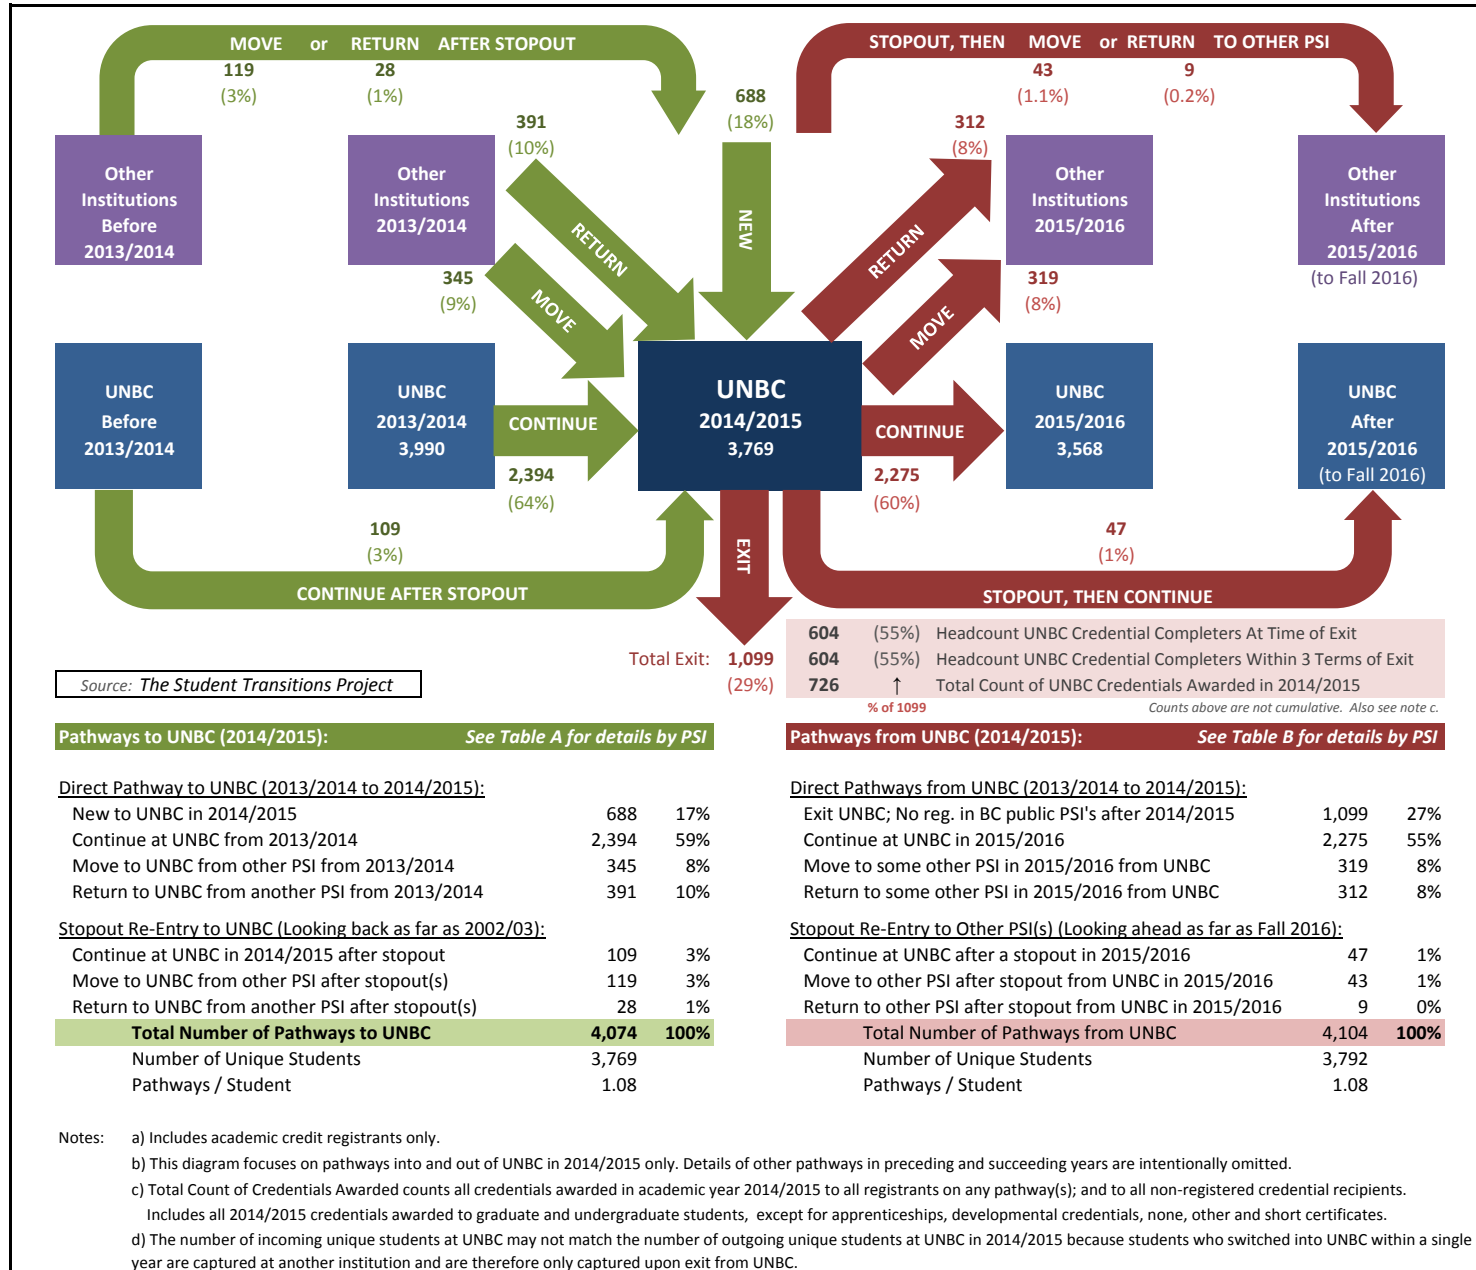 MOVE or RETURN AFTER STOPOUT
119 28
(3%) (1%)
STOPOUT, THEN MOVE or RETURN TO OTHER PSI
43 9
(1.1%) (0.2%)
688
(18%)
391
(10%)
312
(8%)
Other
Institutions
Before
2013/2014
Other
Institutions
2013/2014
Other
Institutions
2015/2016
Other
Institutions
After
2015/2016
(to Fall 2016)
NEW
RETURN
MOVE
345
(9%)
RETURN
MOVE
319
(8%)
UNBC
Before
2013/2014
UNBC
2013/2014
3,990
CONTINUE
2,394
(64%)
UNBC
2014/2015
3,769
CONTINUE
2,275
(60%)
UNBC
2015/2016
3,568
UNBC
After
2015/2016
(to Fall 2016)
109
(3%)
CONTINUE AFTER STOPOUT
EXIT
47
(1%)
STOPOUT, THEN CONTINUE
Total Exit: 1,099
(29%)
604 (55%) Headcount UNBC Credential Completers At Time of Exit
604 (55%) Headcount UNBC Credential Completers Within 3 Terms of Exit
726 ↑ Total Count of UNBC Credentials Awarded in 2014/2015
% of 1099 Counts above are not cumulative. Also see note c.
Source: The Student Transitions Project
Pathways to UNBC (2014/2015): See Table A for details by PSI
Direct Pathway to UNBC (2013/2014 to 2014/2015):
New to UNBC in 2014/2015 688 17%
Continue at UNBC from 2013/2014 2,394 59%
Move to UNBC from other PSI from 2013/2014 345 8%
Return to UNBC from another PSI from 2013/2014 391 10%
Stopout Re-Entry to UNBC (Looking back as far as 2002/03):
Continue at UNBC in 2014/2015 after stopout 109 3%
Move to UNBC from other PSI after stopout(s) 119 3%
Return to UNBC from another PSI after stopout(s) 28 1%
Total Number of Pathways to UNBC 4,074 100%
Number of Unique Students 3,769
Pathways / Student 1.08
Pathways from UNBC (2014/2015): See Table B for details by PSI
Direct Pathways from UNBC (2013/2014 to 2014/2015):
Exit UNBC; No reg. in BC public PSI's after 2014/2015 1,099 27%
Continue at UNBC in 2015/2016 2,275 55%
Move to some other PSI in 2015/2016 from UNBC 319 8%
Return to some other PSI in 2015/2016 from UNBC 312 8%
Stopout Re-Entry to Other PSI(s) (Looking ahead as far as Fall 2016):
Continue at UNBC after a stopout in 2015/2016 47 1%
Move to other PSI after stopout from UNBC in 2015/2016 43 1%
Return to other PSI after stopout from UNBC in 2015/2016 9 0%
Total Number of Pathways from UNBC 4,104 100%
Number of Unique Students 3,792
Pathways / Student 1.08
Notes: a) Includes academic credit registrants only.
b) This diagram focuses on pathways into and out of UNBC in 2014/2015 only. Details of other pathways in preceding and succeeding years are intentionally omitted.
c) Total Count of Credentials Awarded counts all credentials awarded in academic year 2014/2015 to all registrants on any pathway(s); and to all non-registered credential recipients.
Includes all 2014/2015 credentials awarded to graduate and undergraduate students, except for apprenticeships, developmental credentials, none, other and short certificates.
d) The number of incoming unique students at UNBC may not match the number of outgoing unique students at UNBC in 2014/2015 because students who switched into UNBC within a single
year are captured at another institution and are therefore only captured upon exit from UNBC.